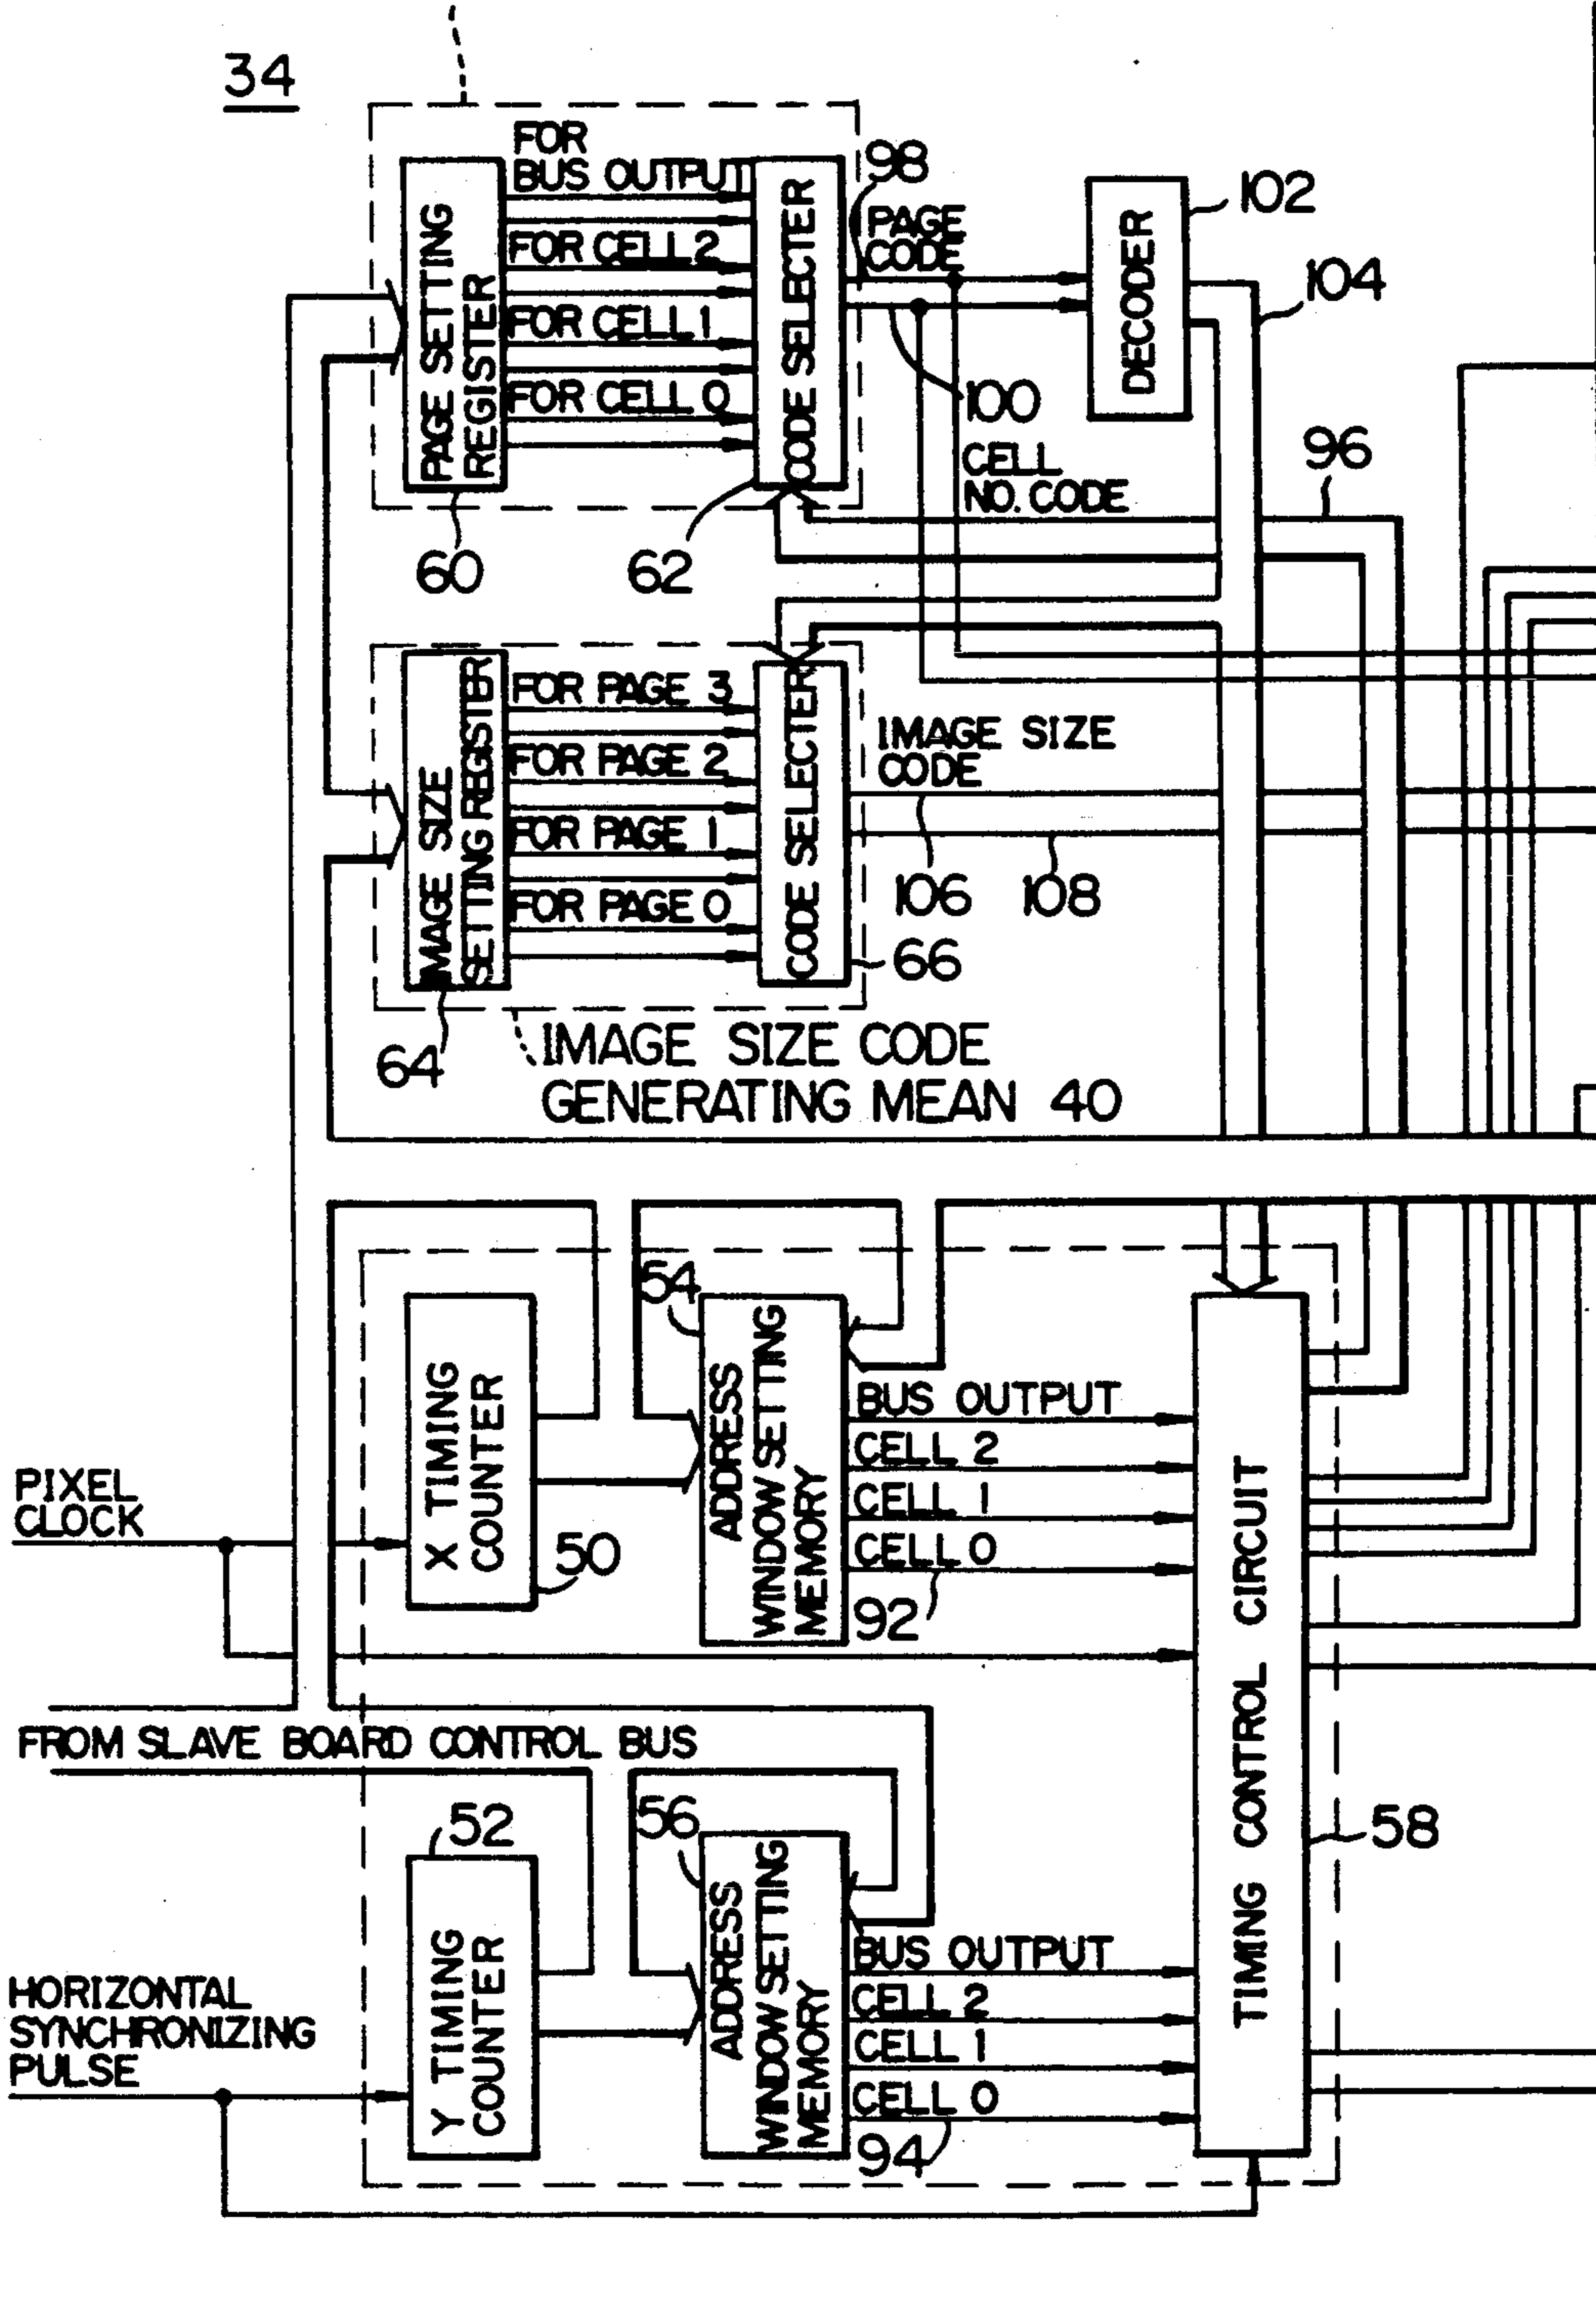 34
FOR
BUS OUTPUT
FOR CELL 2
FOR CELL 1
FOR CELL 0
PAGE SETTING
REGISTER
CODE SELECTER
60
62
98
PAGE
CODE
100
CELL
NO. CODE
DECODER
102
104
96
IMAGE SIZE
SETTING REGISTER
FOR PAGE 3
FOR PAGE 2
FOR PAGE 1
FOR PAGE 0
CODE SELECTER
IMAGE SIZE
CODE
106
108
66
64
IMAGE SIZE CODE
GENERATING MEAN 40
54
X TIMING
COUNTER
50
ADDRESS
WINDOW SETTING
MEMORY
BUS OUTPUT
CELL 2
CELL 1
CELL 0
92
PIXEL
CLOCK
TIMING CONTROL CIRCUIT
58
FROM SLAVE BOARD CONTROL BUS
52
56
Y TIMING
COUNTER
ADDRESS
WINDOW SETTING
MEMORY
BUS OUTPUT
CELL 2
CELL 1
CELL 0
94
HORIZONTAL
SYNCHRONIZING
PULSE